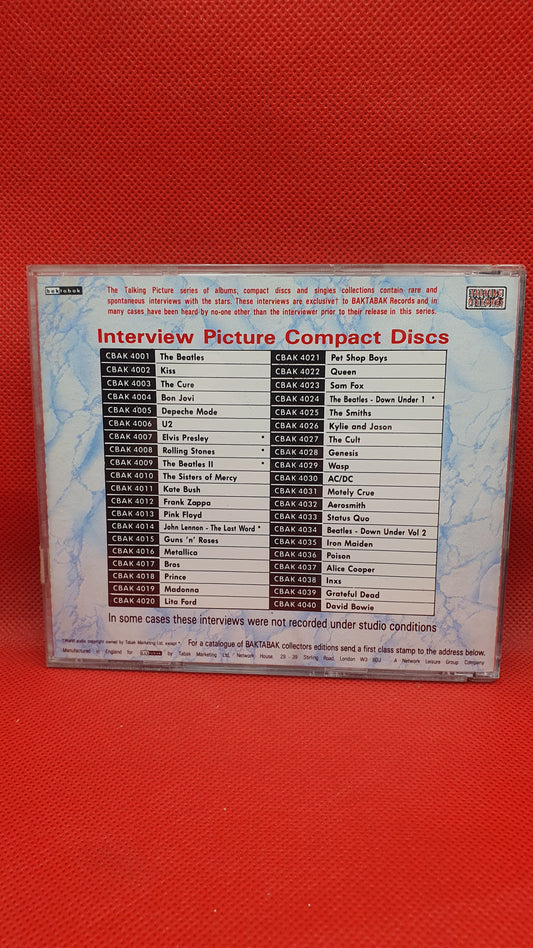 baktabak
The Talking Picture series of albums, compact discs and singles collections contain rare and
spontaneous interviews with the stars. These interviews are exclusive† to BAKTABAK Records and in
many cases have been heard by no-one other than the interviewer prior to their release in this series.
Interview Picture Compact Discs
CBAK 4001 The Beatles
CBAK 4002 Kiss
CBAK 4003 The Cure
CBAK 4004 Bon Jovi
CBAK 4005 Depeche Mode
CBAK 4006 U2
CBAK 4007 Elvis Presley *
CBAK 4008 Rolling Stones *
CBAK 4009 The Beatles II *
CBAK 4010 The Sisters of Mercy
CBAK 4011 Kate Bush
CBAK 4012 Frank Zappa
CBAK 4013 Pink Floyd
CBAK 4014 John Lennon - The Last Word *
CBAK 4015 Guns 'n' Roses
CBAK 4016 Metallica
CBAK 4017 Bros
CBAK 4018 Prince
CBAK 4019 Madonna
CBAK 4020 Lita Ford
CBAK 4021 Pet Shop Boys
CBAK 4022 Queen
CBAK 4023 Sam Fox
CBAK 4024 The Beatles - Down Under 1 *
CBAK 4025 The Smiths
CBAK 4026 Kylie and Jason
CBAK 4027 The Cult
CBAK 4028 Genesis
CBAK 4029 Wasp
CBAK 4030 AC/DC
CBAK 4031 Motely Crue
CBAK 4032 Aerosmith
CBAK 4033 Status Quo
CBAK 4034 Beatles - Down Under Vol 2
CBAK 4035 Iron Maiden
CBAK 4036 Poison
CBAK 4037 Alice Cooper
CBAK 4038 Inxs
CBAK 4039 Grateful Dead
CBAK 4040 David Bowie
In some cases these interviews were not recorded under studio conditions
audio copyright owned by Tabak Marketing Ltd. except *. For a catalogue of BAKTABAK collectors editions send a first class stamp to the address below.
Manufactured in England for baktabak by Tabak Marketing Ltd. Network House, 29 - 39 Stirling Road, London W3 8DJ. A Network Leisure Group Company